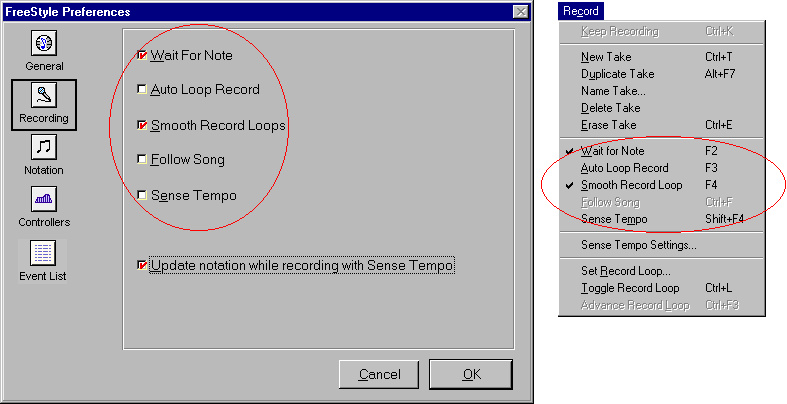 FreeStyle Preferences
General
Recording
Notation
Controllers
Event List
Wait For Note
Auto Loop Record
Smooth Record Loops
Follow Song
Sense Tempo
Update notation while recording with Sense Tempo
Cancel OK
Record
Keep Recording Ctrl+K
New Take Ctrl+T
Duplicate Take Alt+F7
Name Take...
Delete Take
Erase Take Ctrl+E
Wait for Note F2
Auto Loop Record F3
Smooth Record Loop F4
Follow Song Ctrl+F
Sense Tempo Shift+F4
Sense Tempo Settings...
Set Record Loop...
Toggle Record Loop Ctrl+L
Advance Record Loop Ctrl+F3